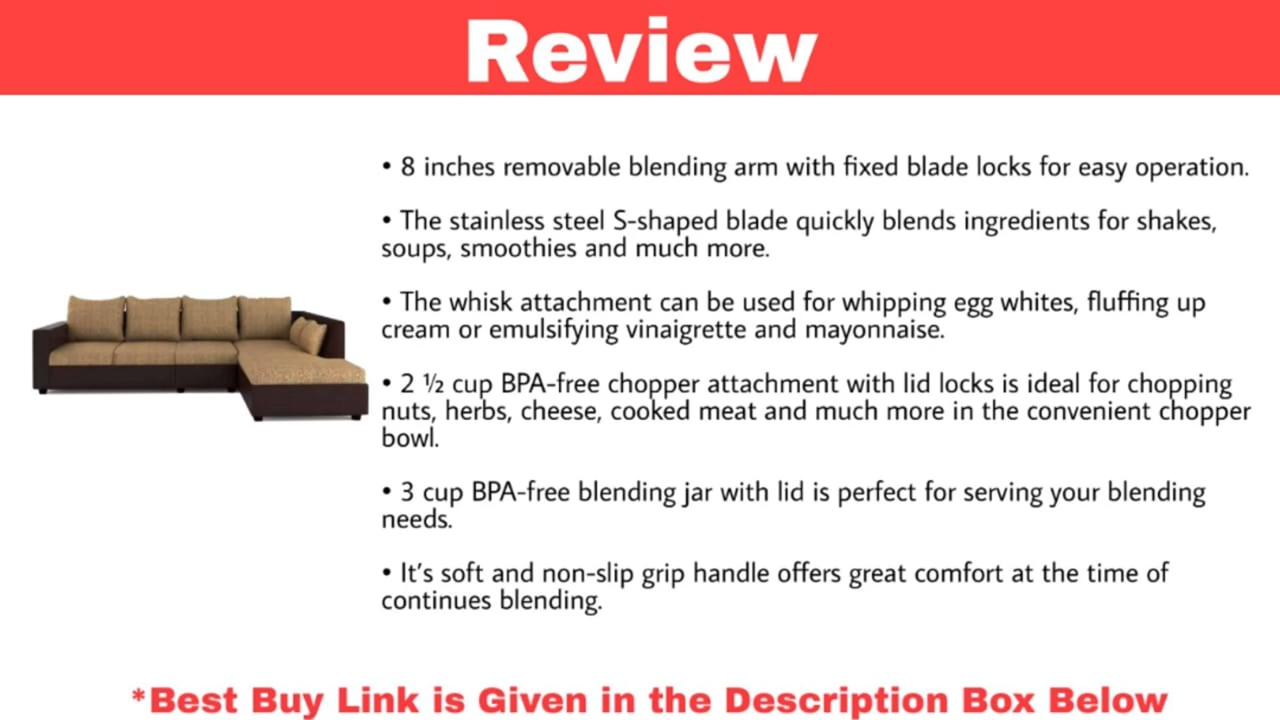 Review
• 8 inches removable blending arm with fixed blade locks for easy operation.
• The stainless steel S-shaped blade quickly blends ingredients for shakes,
soups, smoothies and much more.
• The whisk attachment can be used for whipping egg whites, fluffing up
cream or emulsifying vinaigrette and mayonnaise.
• 2 ½ cup BPA-free chopper attachment with lid locks is ideal for chopping
nuts, herbs, cheese, cooked meat and much more in the convenient chopper
bowl.
• 3 cup BPA-free blending jar with lid is perfect for serving your blending
needs.
• It's soft and non-slip grip handle offers great comfort at the time of
continues blending.
*Best Buy Link is Given in the Description Box Below